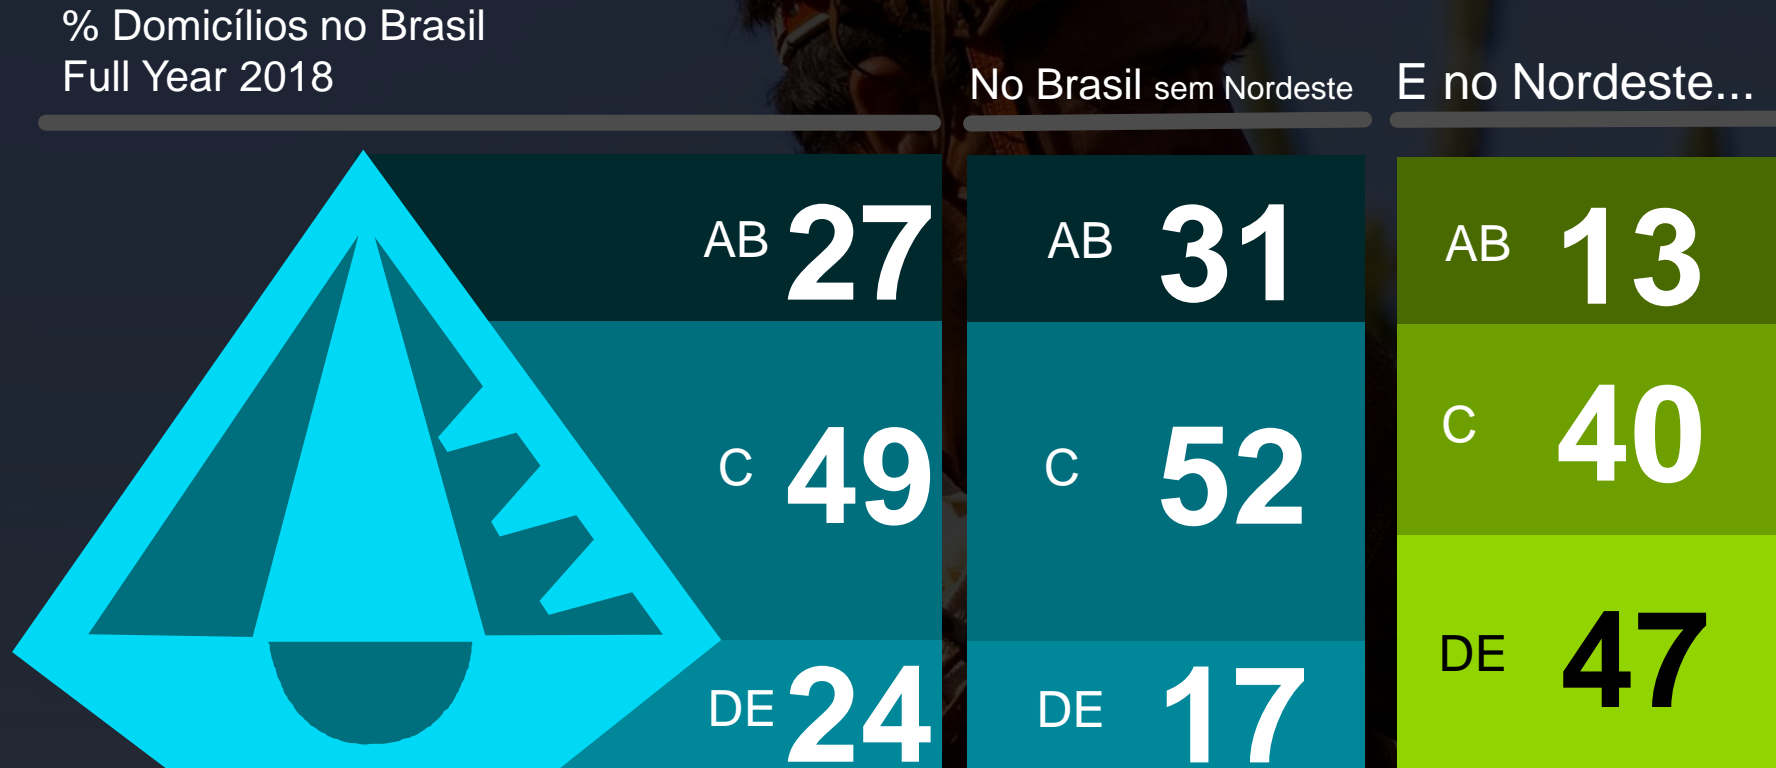 % Domicílios no Brasil
Full Year 2018
No Brasil sem Nordeste
E no Nordeste...
AB 27
AB 31
AB 13
C 49
C 52
C 40
DE 24
DE 17
DE 47